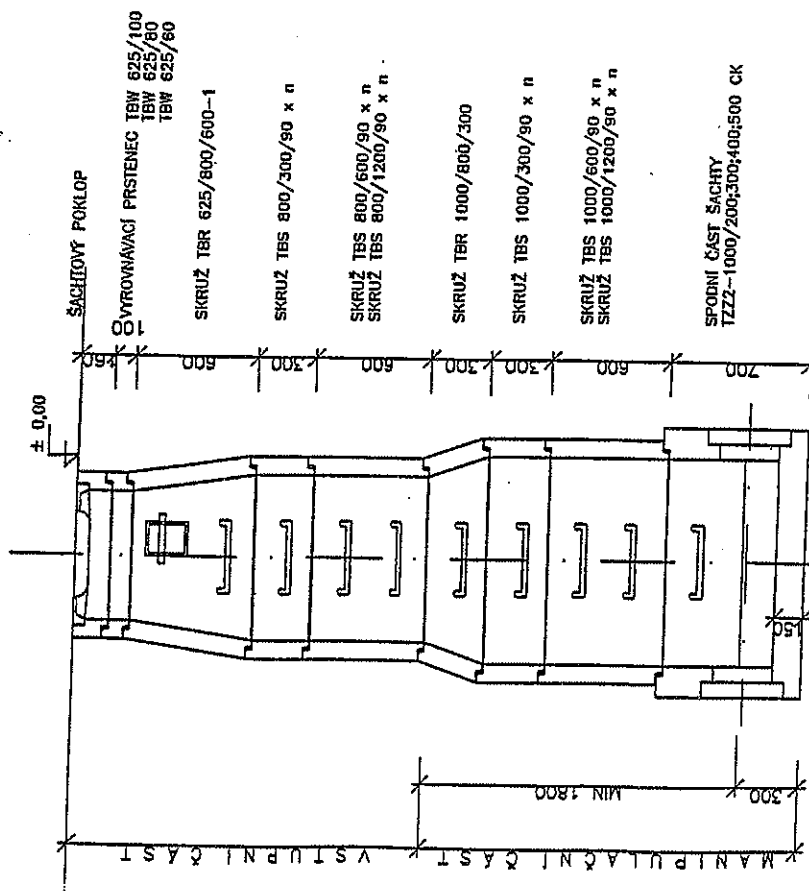 ± 0,00
ŠACHTOVÝ POKLOP
160
100
VYROVNÁVACÍ PRSTENEC TBW 625/100
TBW 625/80
TBW 625/60
600
SKRUŽ TBR 625/800/600-1
300
SKRUŽ TBS 800/300/90 x n
600
SKRUŽ TBS 800/600/90 x n
SKRUŽ TBS 800/1200/90 x n
300
SKRUŽ TBR 1000/800/300
300
SKRUŽ TBS 1000/300/90 x n
600
SKRUŽ TBS 1000/600/90 x n
SKRUŽ TBS 1000/1200/90 x n
700
SPODNÍ ČÁST ŠACHTY
TZZ2-1000/200;300;400;500 CK
150
MIN 1800
300
VSTUPNÍ ČÁST
MANIPULAČNÍ ČÁST